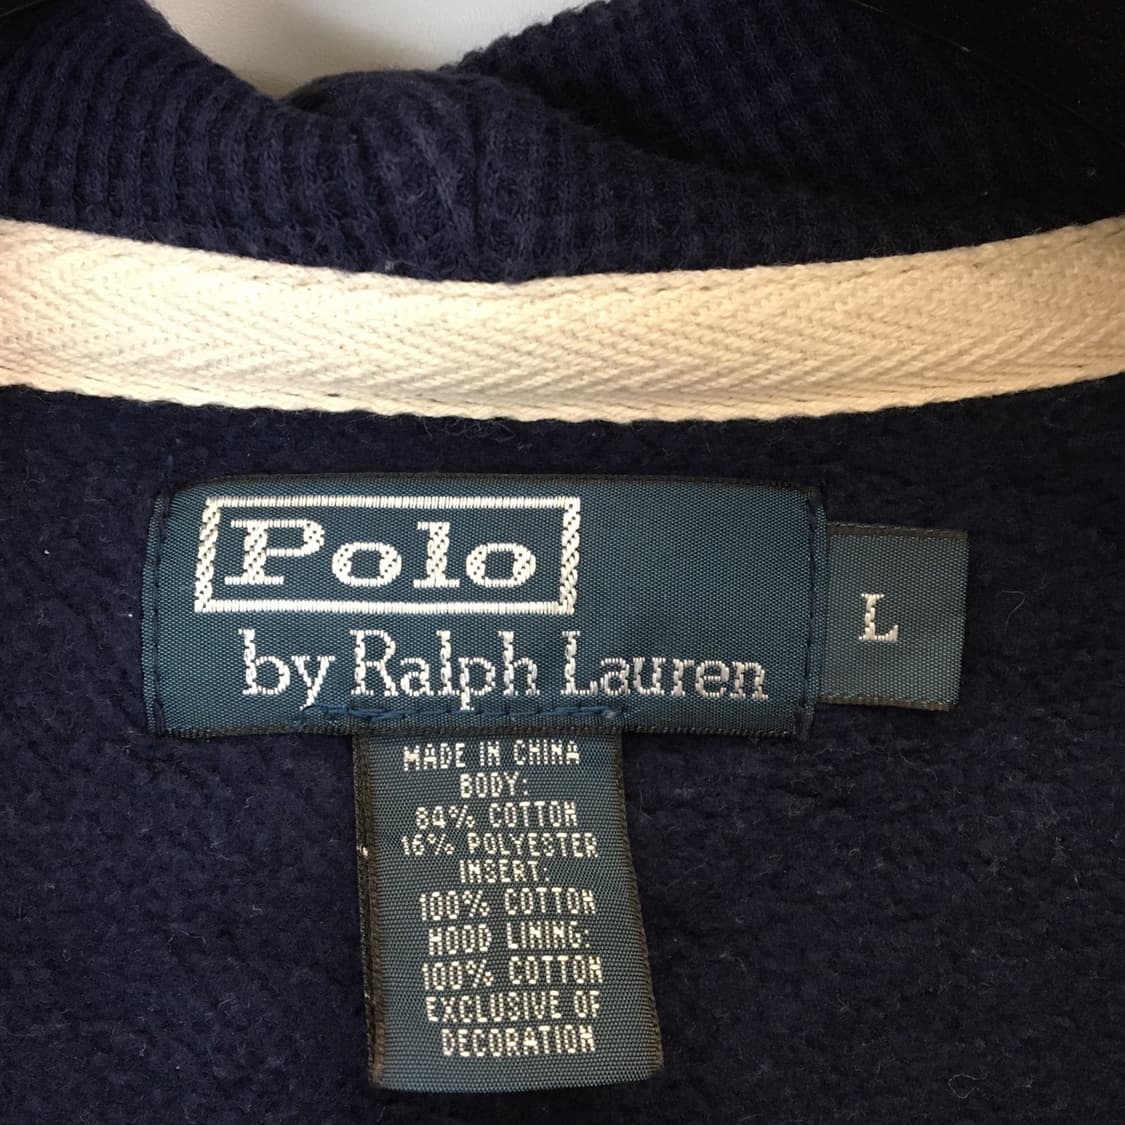 Polo
by Ralph Lauren
L
MADE IN CHINA
BODY:
84% COTTON
16% POLYESTER
INSERT:
100% COTTON
HOOD LINING:
100% COTTON
EXCLUSIVE OF
DECORATION